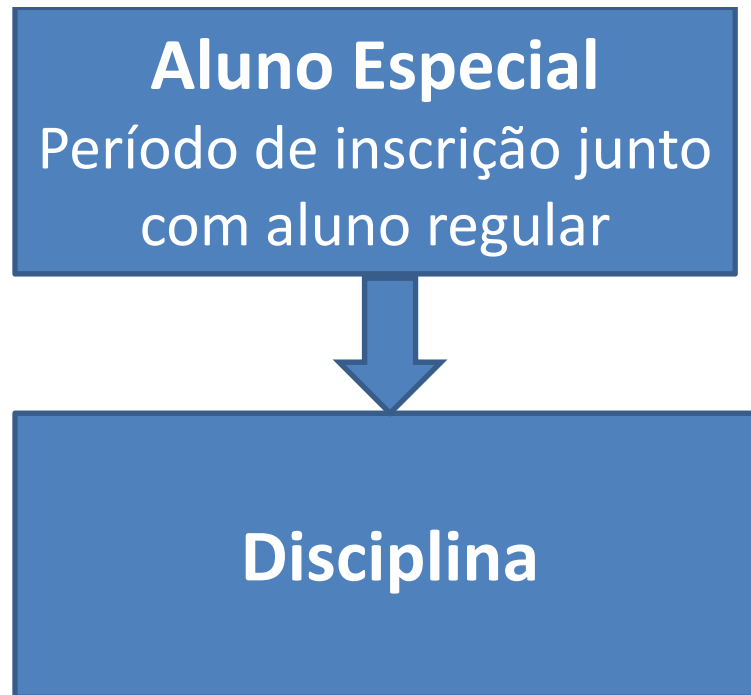 Aluno Especial
Período de inscrição junto
com aluno regular
Disciplina